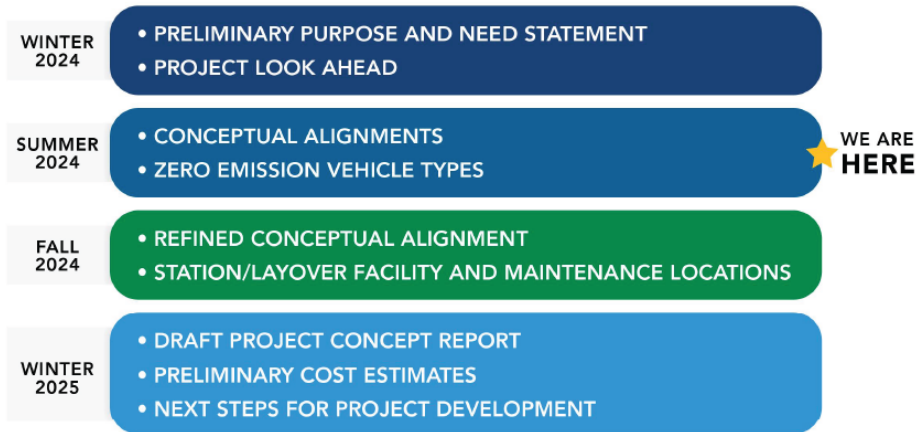 WINTER
2024
• PRELIMINARY PURPOSE AND NEED STATEMENT
• PROJECT LOOK AHEAD
SUMMER
2024
• CONCEPTUAL ALIGNMENTS
• ZERO EMISSION VEHICLE TYPES
WE ARE
HERE
FALL
2024
• REFINED CONCEPTUAL ALIGNMENT
• STATION/LAYOVER FACILITY AND MAINTENANCE LOCATIONS
WINTER
2025
• DRAFT PROJECT CONCEPT REPORT
• PRELIMINARY COST ESTIMATES
• NEXT STEPS FOR PROJECT DEVELOPMENT